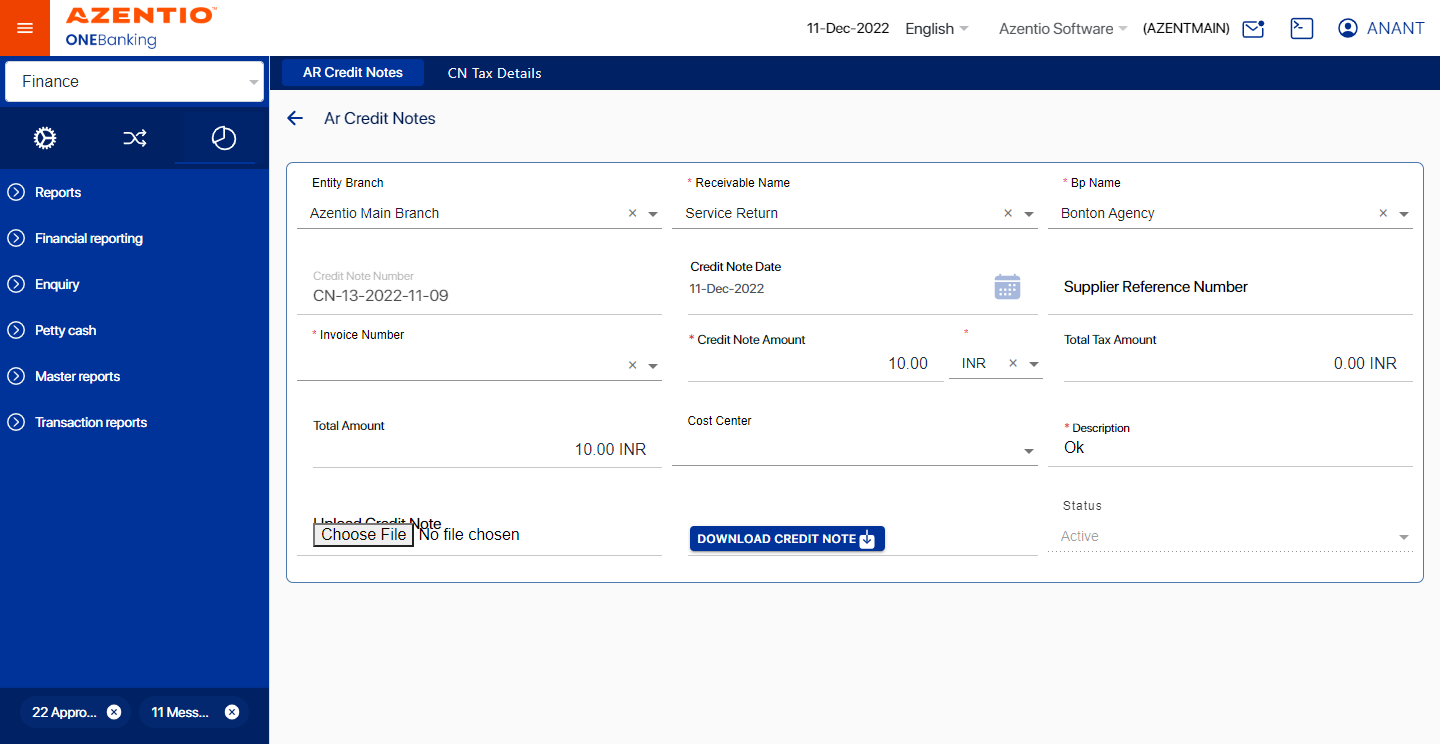 AZENTIO™
ONEBanking
11-Dec-2022 English Azentio Software (AZENTMAIN) ANANT
Finance
AR Credit Notes CN Tax Details
Ar Credit Notes
Reports
Financial reporting
Enquiry
Petty cash
Master reports
Transaction reports
22 Appro... 11 Mess...
Entity Branch * Receivable Name * Bp Name
Azentio Main Branch × Service Return × Bonton Agency ×
Credit Note Number Credit Note Date
CN-13-2022-11-09 11-Dec-2022 Supplier Reference Number
* Invoice Number * Credit Note Amount * Total Tax Amount
× 10.00 INR × 0.00 INR
Total Amount Cost Center * Description
10.00 INR Ok
Upload Credit Note Status
Choose File No file chosen DOWNLOAD CREDIT NOTE Active